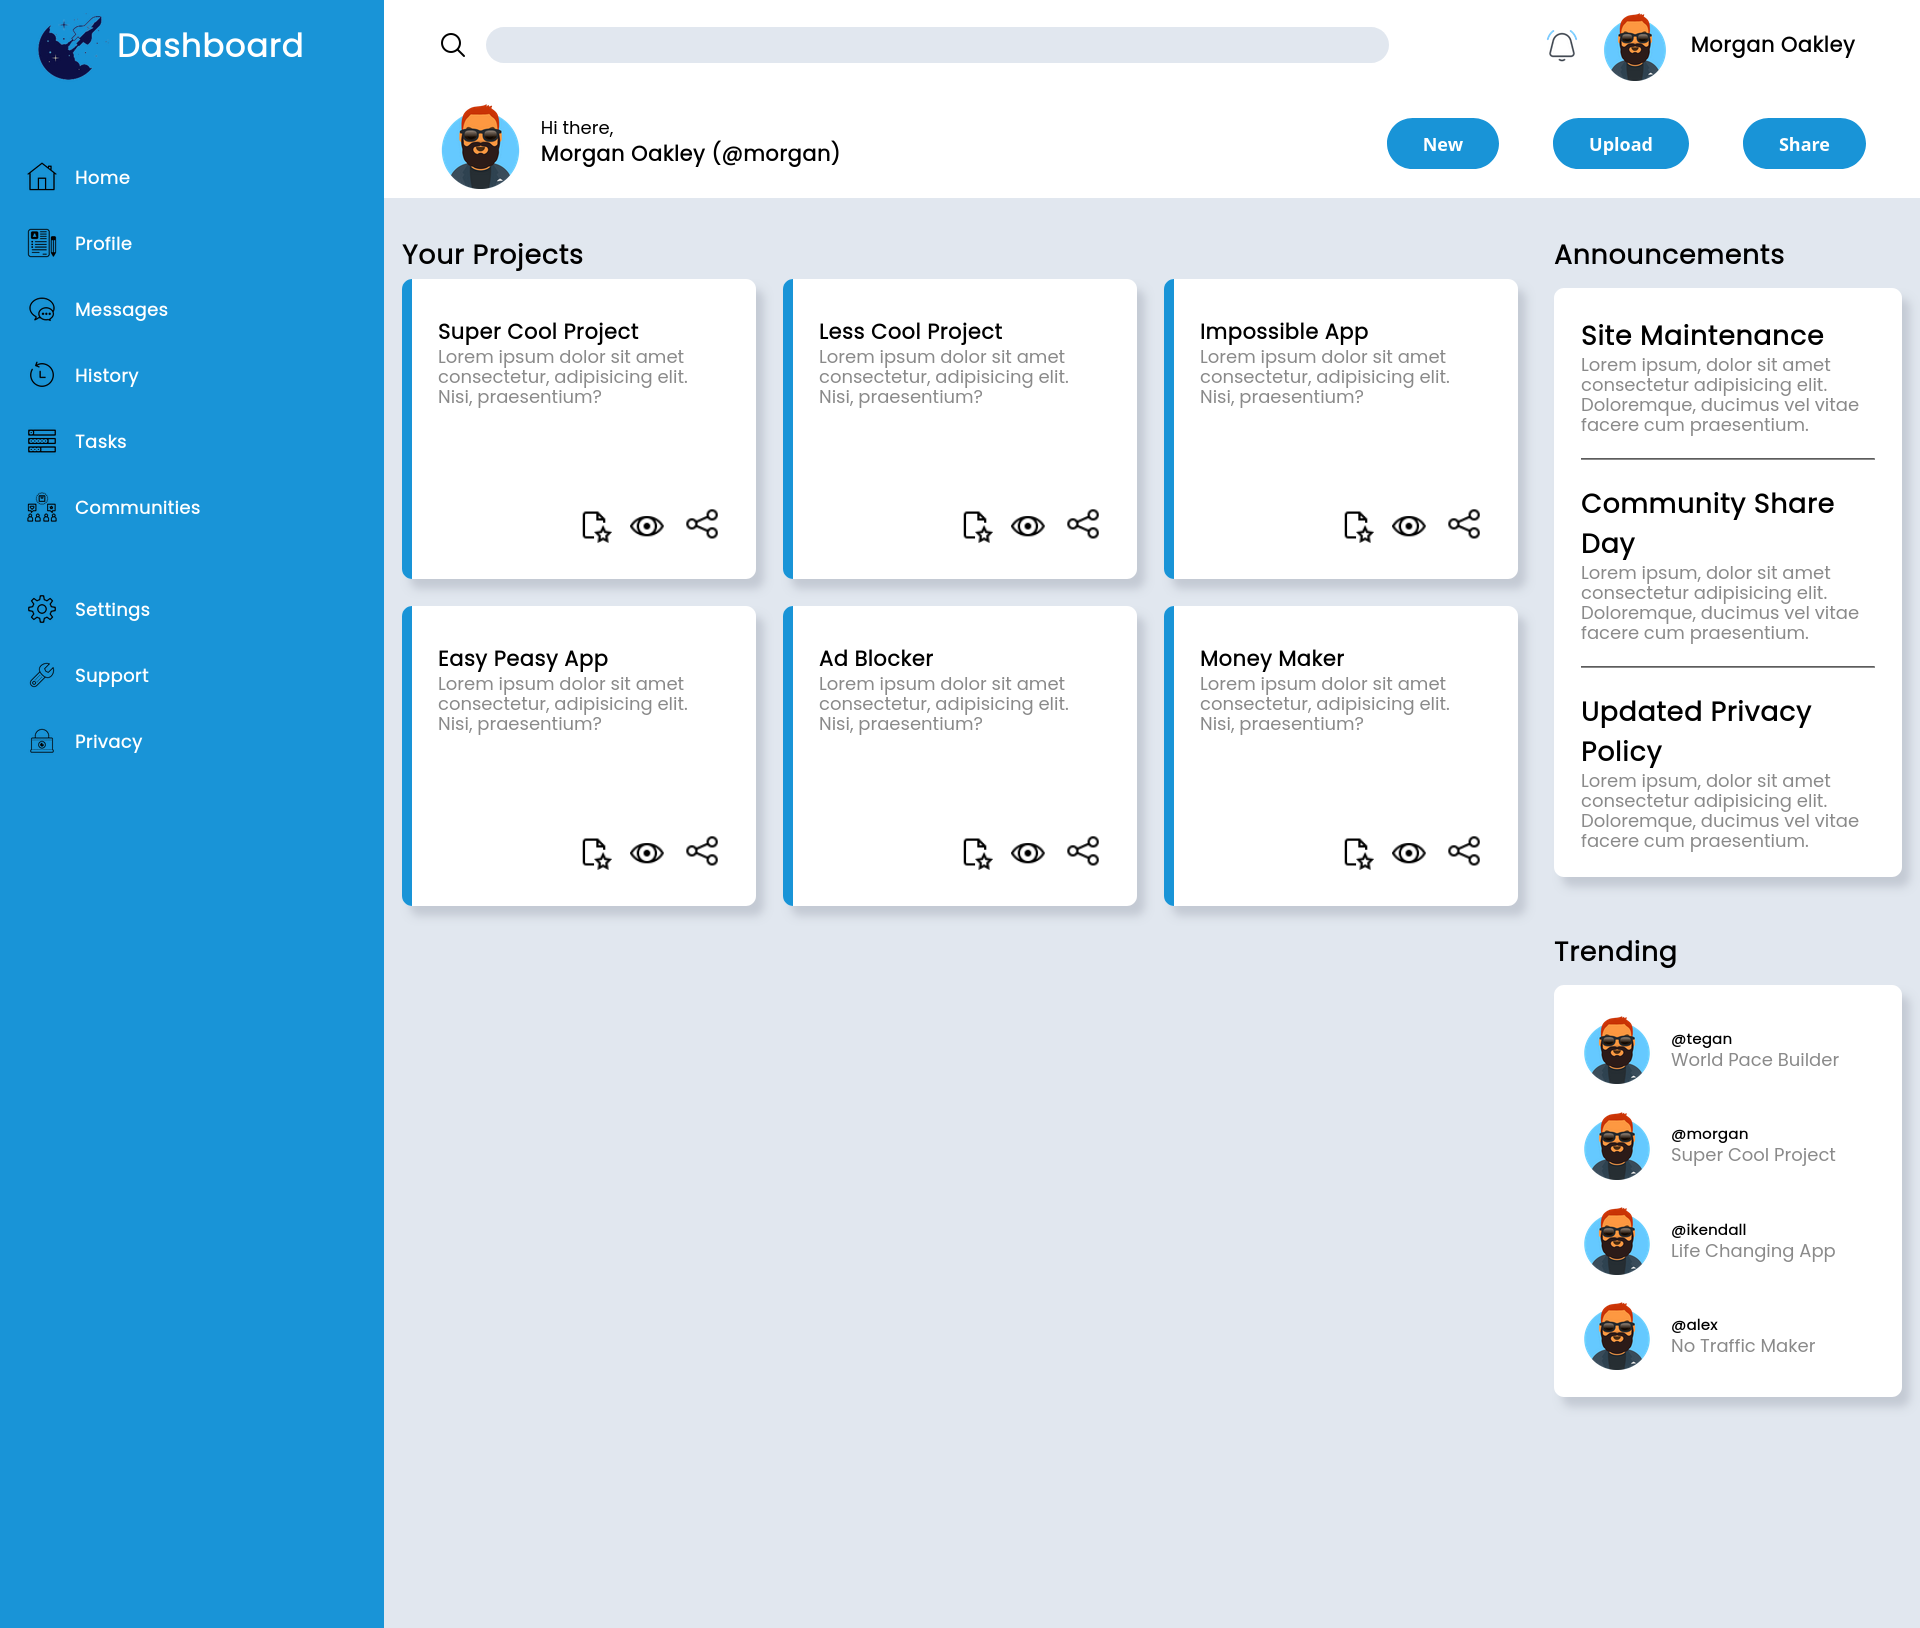 Dashboard
Home
Profile
Messages
History
Tasks
Communities
Settings
Support
Privacy
Morgan Oakley
Hi there,
Morgan Oakley (@morgan)
New
Upload
Share
Your Projects
Super Cool Project
Lorem ipsum dolor sit amet
consectetur, adipisicing elit.
Nisi, praesentium?
Less Cool Project
Lorem ipsum dolor sit amet
consectetur, adipisicing elit.
Nisi, praesentium?
Impossible App
Lorem ipsum dolor sit amet
consectetur, adipisicing elit.
Nisi, praesentium?
Easy Peasy App
Lorem ipsum dolor sit amet
consectetur, adipisicing elit.
Nisi, praesentium?
Ad Blocker
Lorem ipsum dolor sit amet
consectetur, adipisicing elit.
Nisi, praesentium?
Money Maker
Lorem ipsum dolor sit amet
consectetur, adipisicing elit.
Nisi, praesentium?
Announcements
Site Maintenance
Lorem ipsum, dolor sit amet
consectetur adipisicing elit.
Doloremque, ducimus vel vitae
facere cum praesentium.
Community Share
Day
Lorem ipsum, dolor sit amet
consectetur adipisicing elit.
Doloremque, ducimus vel vitae
facere cum praesentium.
Updated Privacy
Policy
Lorem ipsum, dolor sit amet
consectetur adipisicing elit.
Doloremque, ducimus vel vitae
facere cum praesentium.
Trending
@tegan
World Pace Builder
@morgan
Super Cool Project
@ikendall
Life Changing App
@alex
No Traffic Maker